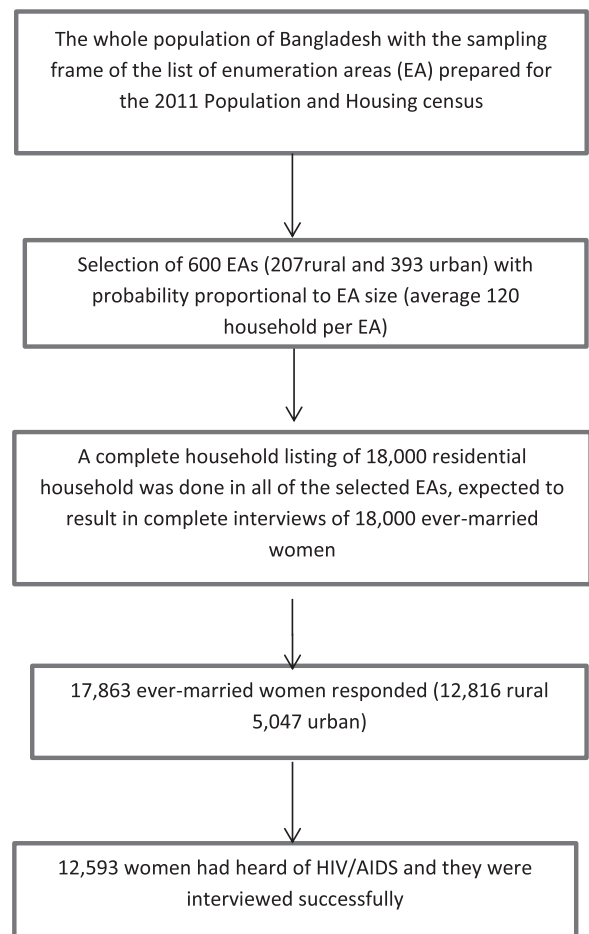 The whole population of Bangladesh with the sampling
frame of the list of enumeration areas (EA) prepared for
the 2011 Population and Housing census
Selection of 600 EAs (207rural and 393 urban) with
probability proportional to EA size (average 120
household per EA)
A complete household listing of 18,000 residential
household was done in all of the selected EAs, expected to
result in complete interviews of 18,000 ever-married
women
17,863 ever-married women responded (12,816 rural
5,047 urban)
12,593 women had heard of HIV/AIDS and they were
interviewed successfully